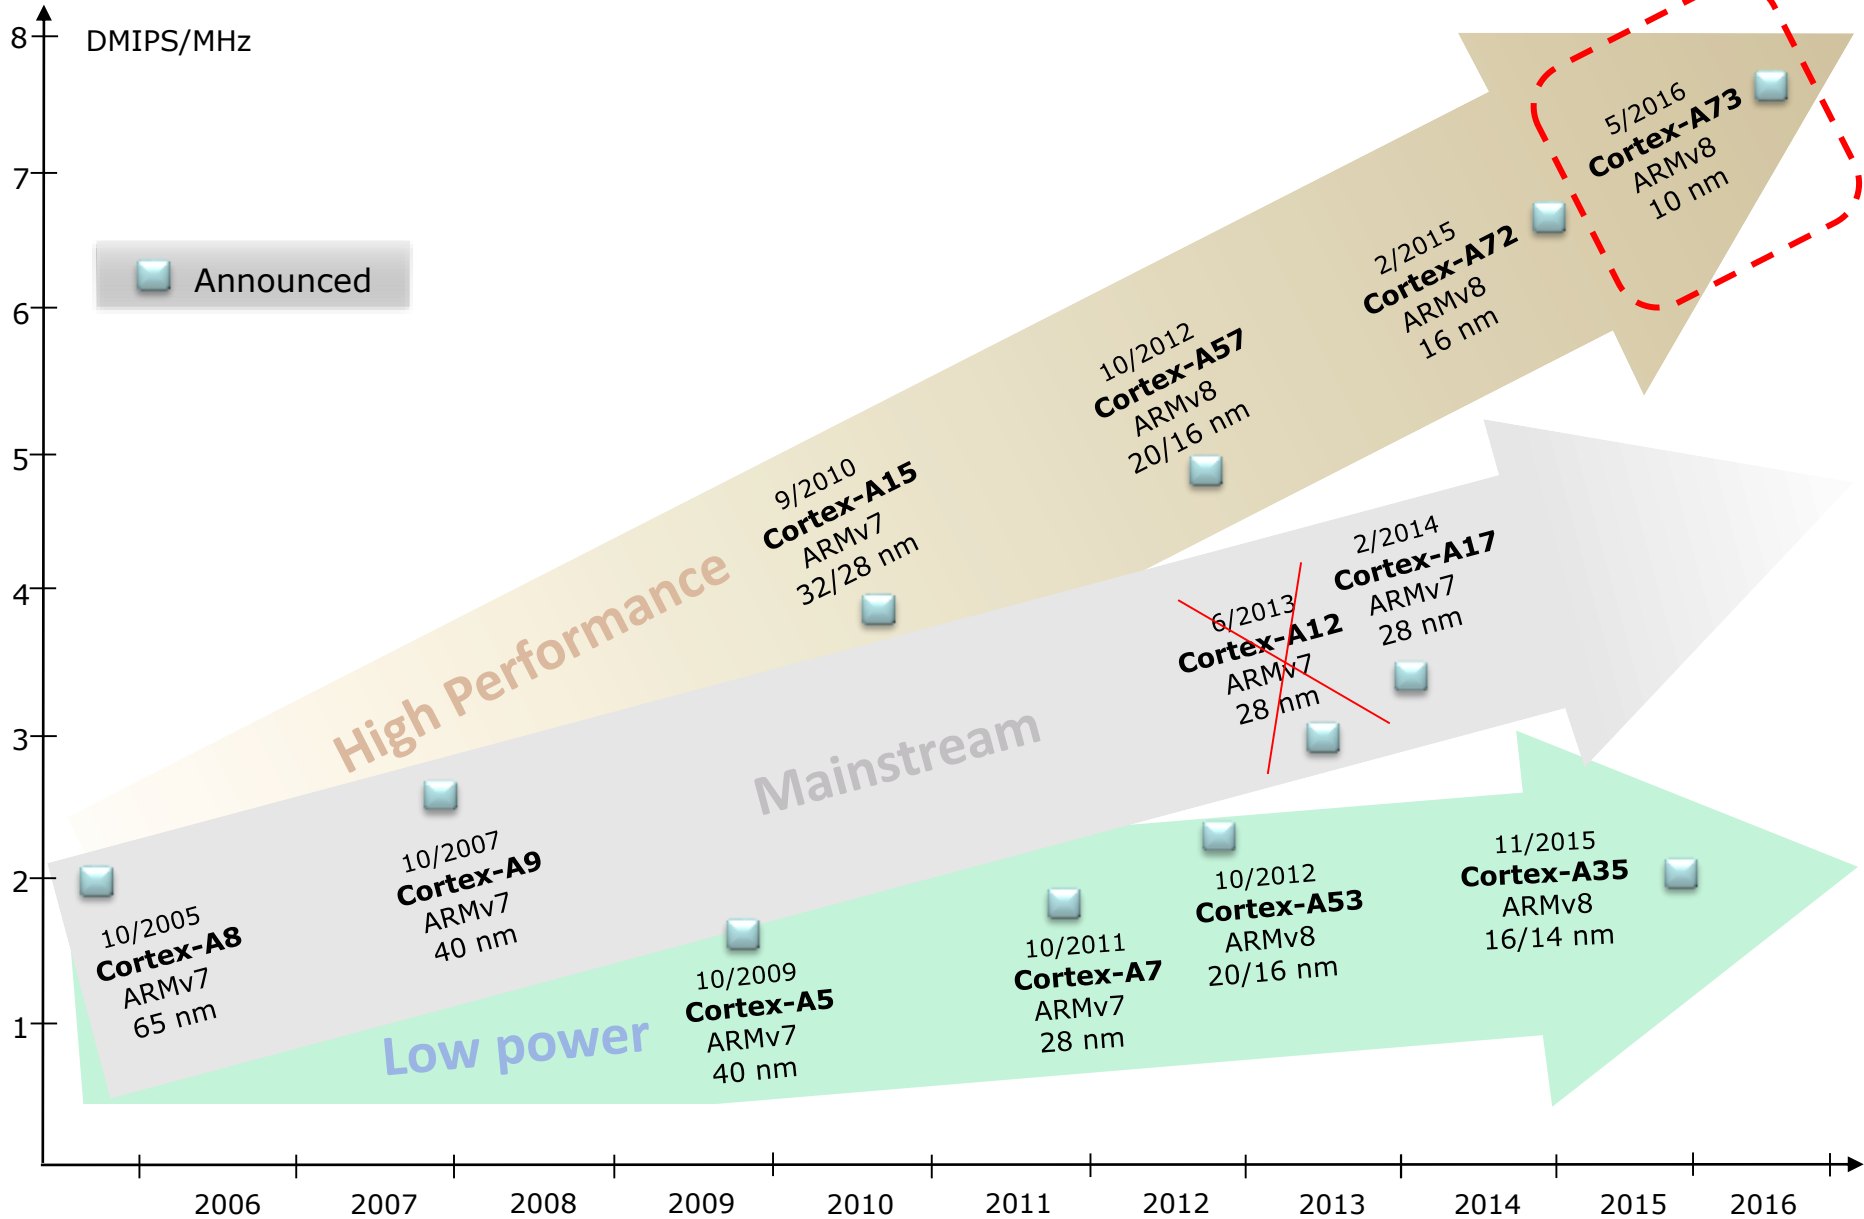 8
DMIPS/MHz
7
6
5
4
3
2
1
Announced
5/2016
Cortex-A73
ARMv8
10 nm
2/2015
Cortex-A72
ARMv8
16 nm
10/2012
Cortex-A57
ARMv8
20/16 nm
9/2010
Cortex-A15
ARMv7
32/28 nm
High Performance
2/2014
Cortex-A17
ARMv7
28 nm
6/2013
Cortex-A12
ARMv7
28 nm
Mainstream
10/2007
Cortex-A9
ARMv7
40 nm
10/2005
Cortex-A8
ARMv7
65 nm
11/2015
Cortex-A35
ARMv8
16/14 nm
10/2012
Cortex-A53
ARMv8
20/16 nm
10/2011
Cortex-A7
ARMv7
28 nm
10/2009
Cortex-A5
ARMv7
40 nm
Low power
2006 2007 2008 2009 2010 2011 2012 2013 2014 2015 2016